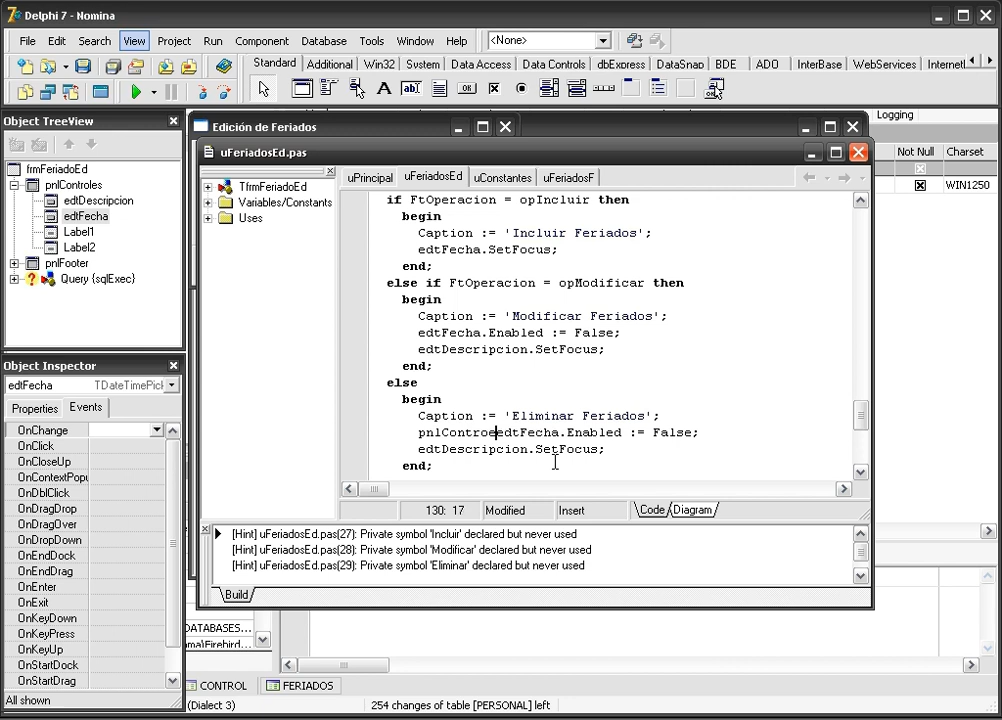 Delphi 7 - Nomina
File Edit Search View Project Run Component Database Tools Window Help <None>
Standard Additional Win32 System Data Access Data Controls dbExpress DataSnap BDE ADO InterBase WebServices
Object TreeView
frmFeriadoEd
pnlControles
edtDescripcion
edtFecha
Label1
Label2
pnlFooter
Query {sqlExec}
Object Inspector
edtFecha TDateTimePicl
Properties Events
OnChange
OnClick
OnCloseUp
OnContextPopu
OnDblClick
OnDragDrop
OnDragOver
OnDropDown
OnEndDock
OnEndDrag
OnEnter
OnExit
OnKeyDown
OnKeyPress
OnKeyUp
OnStartDock
OnStartDrag
All shown
Edición de Feriados
uFeriadosEd.pas
TfrmFeriadoEd
Variables/Constants
Uses
uPrincipal uFeriadosEd uConstantes uFeriadosF
if FtOperacion = opIncluir then
begin
Caption := 'Incluir Feriados';
edtFecha.SetFocus;
end;
else if FtOperacion = opModificar then
begin
Caption := 'Modificar Feriados';
edtFecha.Enabled := False;
edtDescripcion.SetFocus;
end;
else
begin
Caption := 'Eliminar Feriados';
pnlControeedtFecha.Enabled := False;
edtDescripcion.SetFocus;
end;
130: 17 Modified Insert Code Diagram
[Hint] uFeriadosEd.pas(27): Private symbol 'Incluir' declared but never used
[Hint] uFeriadosEd.pas(28): Private symbol 'Modificar' declared but never used
[Hint] uFeriadosEd.pas(29): Private symbol 'Eliminar' declared but never used
Build
Logging
Not Null Charset
WIN1250
DATABASES...
CONTROL FERIADOS
(Dialect 3) 254 changes of table [PERSONAL] left